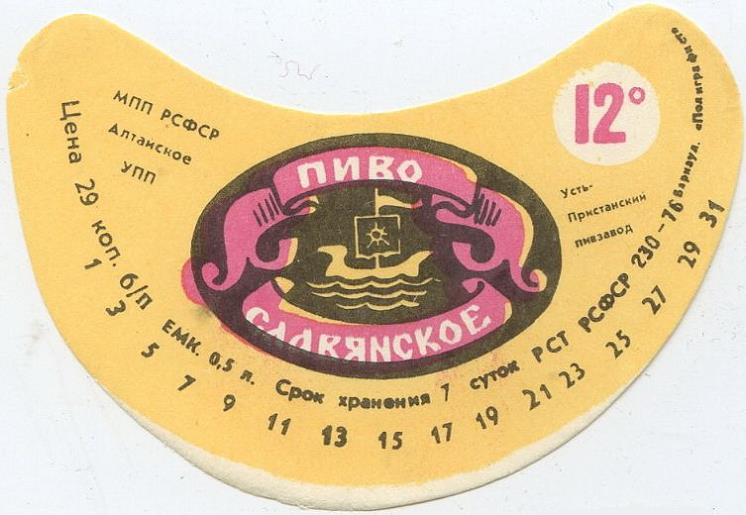 МПП РСФСР
Алтайское
УПП
12°
Усть-
Пристанский
пивзавод
ПИВО
СЛАВЯНСКОЕ
Цена 29 коп. б/п ЕМК. 0,5 л. Срок хранения 7 суток РСТ РСФСР 230-76 Барнаул. «Полиграфист»
1 3 5 7 9 11 13 15 17 19 21 23 25 27 29 31